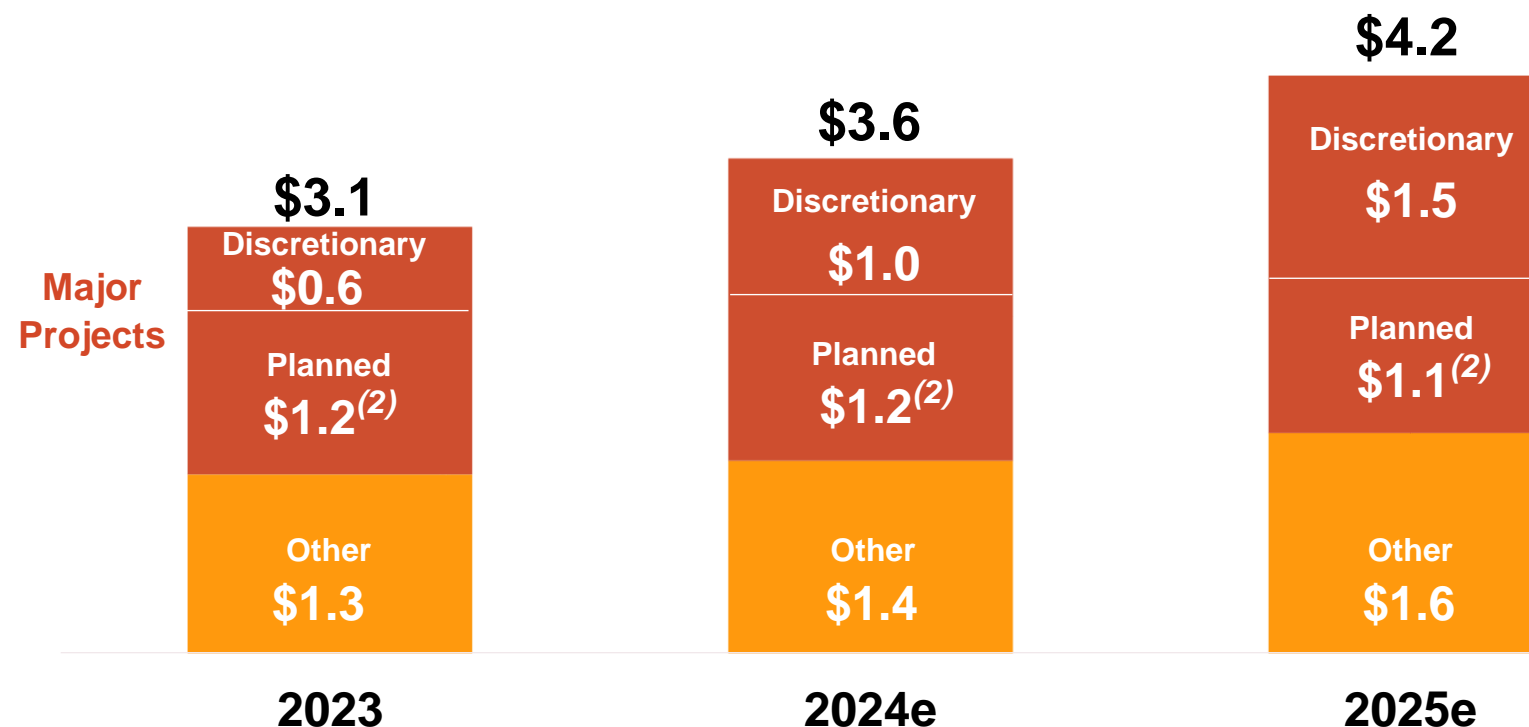 $3.1
Discretionary
$0.6
Major
Projects
Planned
$1.2(2)
Other
$1.3
2023
$3.6
Discretionary
$1.0
Planned
$1.2(2)
Other
$1.4
2024e
$4.2
Discretionary
$1.5
Planned
$1.1(2)
Other
$1.6
2025e